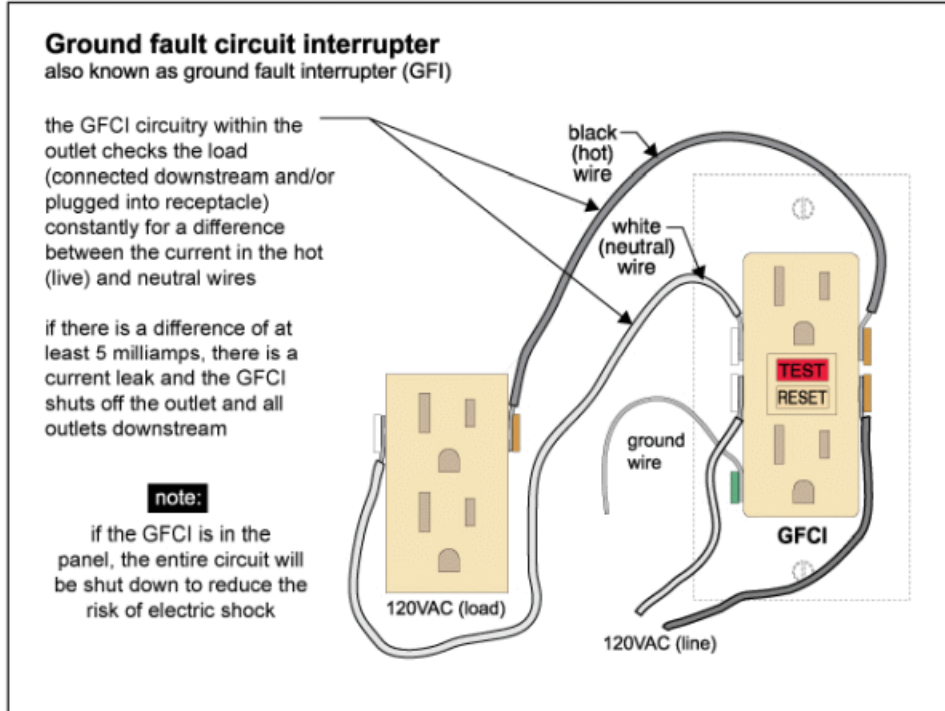 Ground fault circuit interrupter
also known as ground fault interrupter (GFI)
the GFCI circuitry within the
outlet checks the load
(connected downstream and/or
plugged into receptacle)
constantly for a difference
between the current in the hot
(live) and neutral wires
if there is a difference of at
least 5 milliamps, there is a
current leak and the GFCI
shuts off the outlet and all
outlets downstream
note:
if the GFCI is in the
panel, the entire circuit will
be shut down to reduce the
risk of electric shock
black
(hot)
wire
white
(neutral)
wire
TEST
RESET
ground
wire
GFCI
120VAC (load)
120VAC (line)